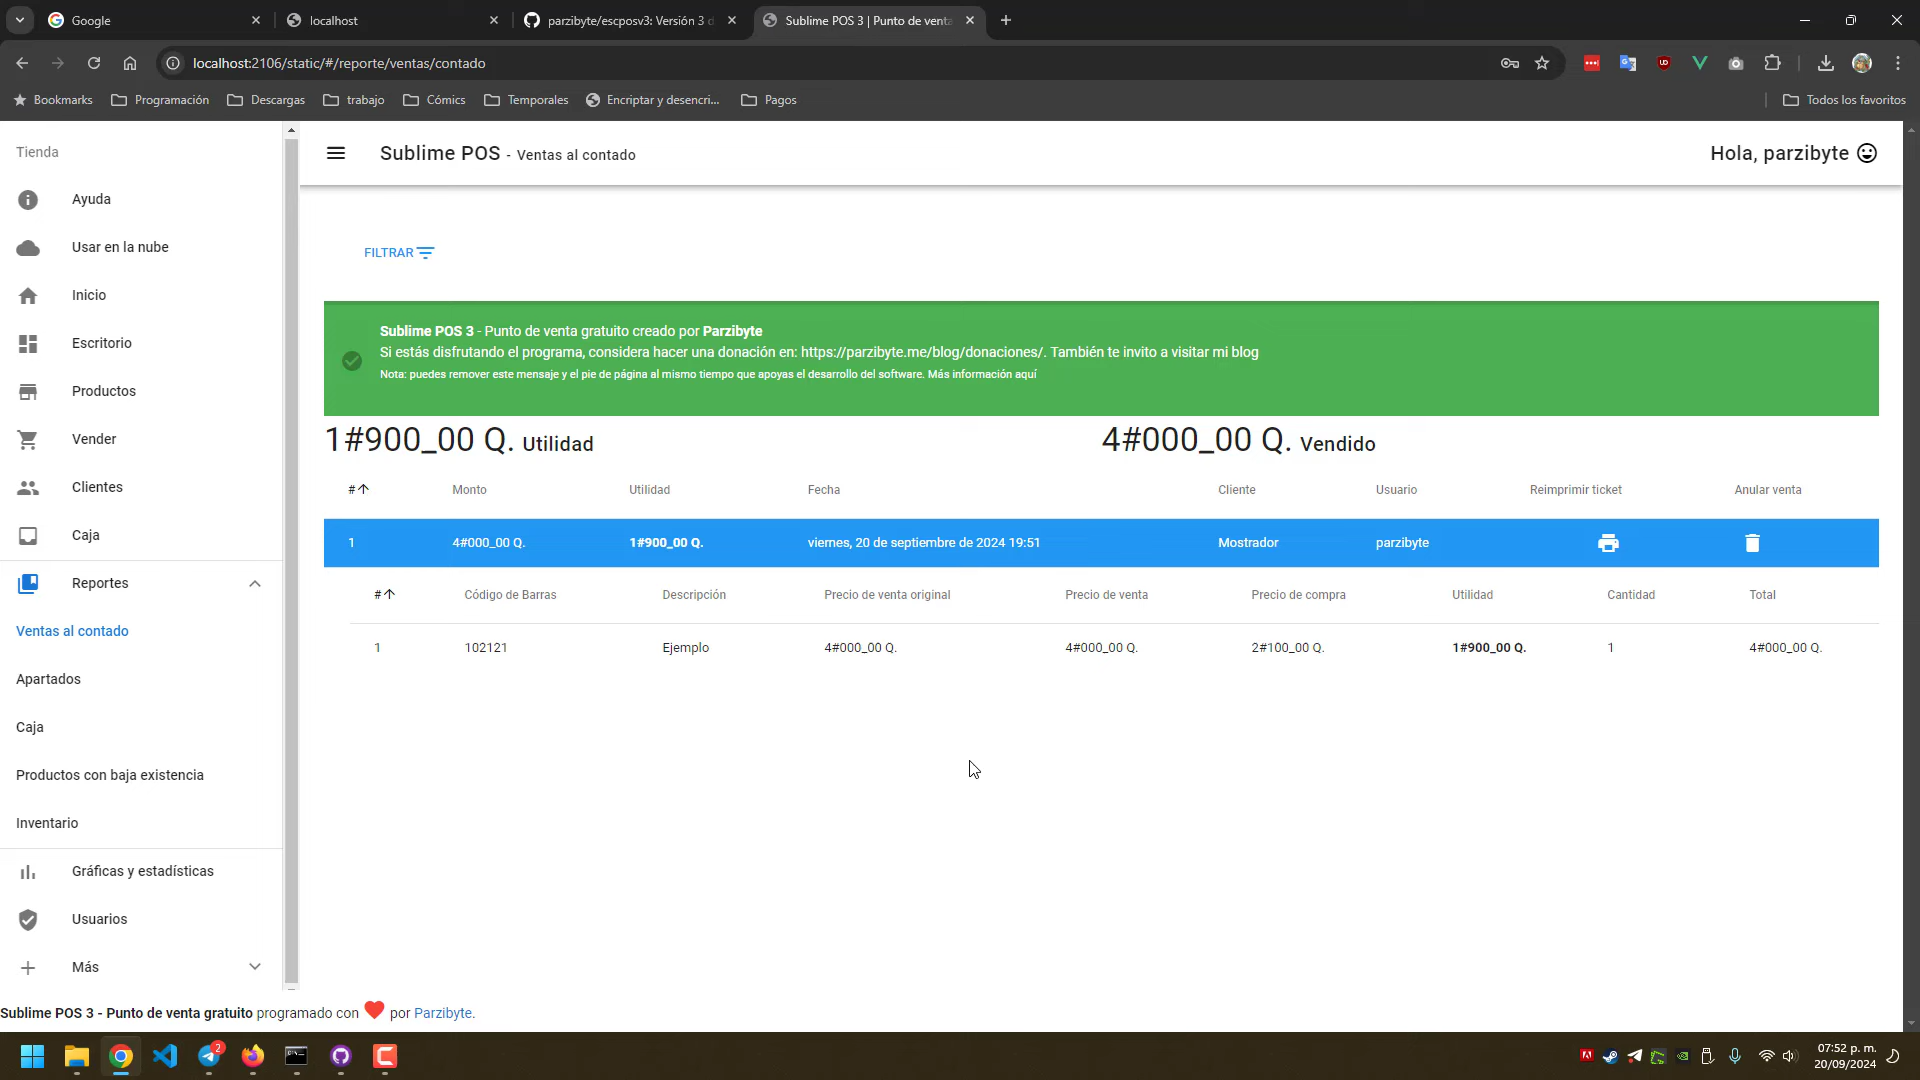 Google
localhost
parzibyte/escposv3: Versión 3 d
Sublime POS 3 | Punto de venta
localhost:2106/static/#/reporte/ventas/contado
Bookmarks
Programación
Descargas
trabajo
Cómics
Temporales
Encriptar y desencri...
Pagos
Todos los favoritos
Tienda
Ayuda
Usar en la nube
Inicio
Escritorio
Productos
Vender
Clientes
Caja
Reportes
Ventas al contado
Apartados
Caja
Productos con baja existencia
Inventario
Gráficas y estadísticas
Usuarios
Más
Sublime POS - Ventas al contado
Hola, parzibyte
FILTRAR
Sublime POS 3 - Punto de venta gratuito creado por Parzibyte
Si estás disfrutando el programa, considera hacer una donación en: https://parzibyte.me/blog/donaciones/. También te invito a visitar mi blog
Nota: puedes remover este mensaje y el pie de página al mismo tiempo que apoyas el desarrollo del software. Más información aquí
1#900_00 Q. Utilidad
4#000_00 Q. Vendido
# Monto Utilidad Fecha Cliente Usuario Reimprimir ticket Anular venta
1 4#000_00 Q. 1#900_00 Q. viernes, 20 de septiembre de 2024 19:51 Mostrador parzibyte
# Código de Barras Descripción Precio de venta original Precio de venta Precio de compra Utilidad Cantidad Total
1 102121 Ejemplo 4#000_00 Q. 4#000_00 Q. 2#100_00 Q. 1#900_00 Q. 1 4#000_00 Q.
Sublime POS 3 - Punto de venta gratuito programado con por Parzibyte.
2
07:52 p. m.
20/09/2024